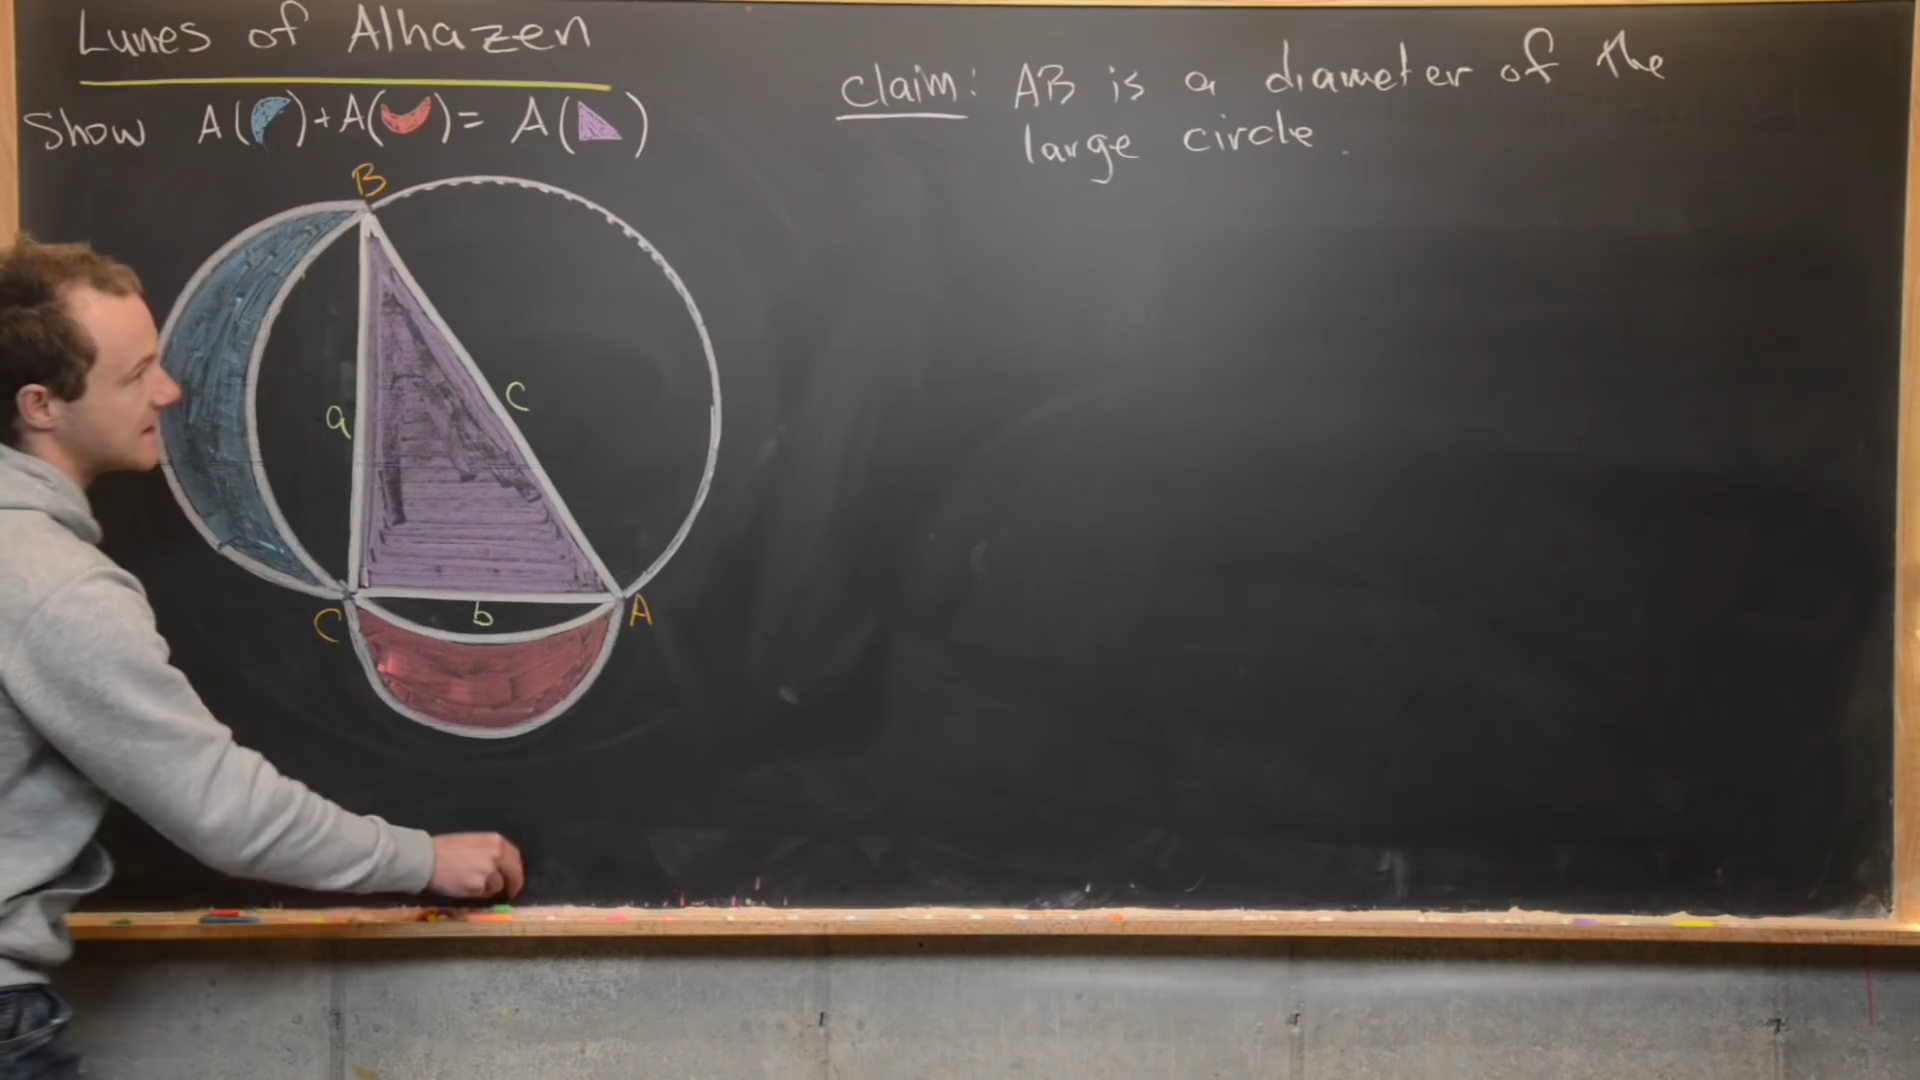 Lunes of Alhazen
Show A( ) + A( ) = A( )
claim: AB is a diameter of the
large circle.
B
a
c
b
C
A